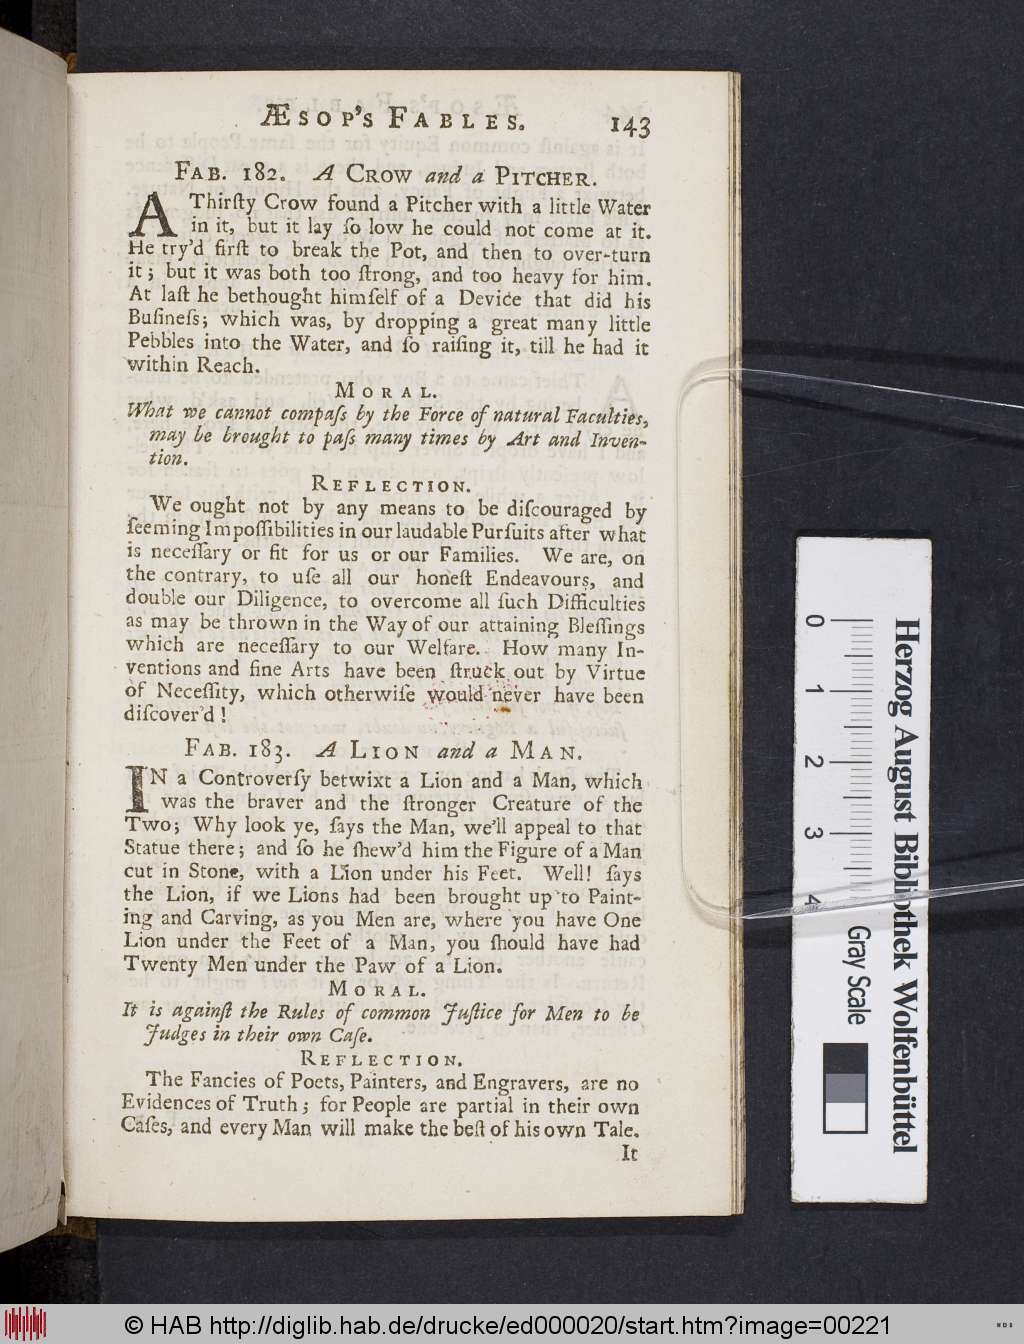 ÆSOP'S FABLES. 143
FAB. 182. A CROW and a PITCHER.
A Thirſty Crow found a Pitcher with a little Water
in it, but it lay ſo low he could not come at it.
He try'd firſt to break the Pot, and then to over-turn
it; but it was both too ſtrong, and too heavy for him.
At laſt he bethought himſelf of a Device that did his
Buſineſs; which was, by dropping a great many little
Pebbles into the Water, and ſo raiſing it, till he had it
within Reach.
MORAL.
What we cannot compaſs by the Force of natural Faculties,
may be brought to paſs many times by Art and Inven-
tion.
REFLECTION.
We ought not by any means to be diſcouraged by
ſeeming Impoſſibilities in our laudable Purſuits after what
is neceſſary or fit for us or our Families. We are, on
the contrary, to uſe all our honeſt Endeavours, and
double our Diligence, to overcome all ſuch Difficulties
as may be thrown in the Way of our attaining Bleſſings
which are neceſſary to our Welfare. How many In-
ventions and fine Arts have been ſtruck out by Virtue
of Neceſſity, which otherwiſe would never have been
diſcover'd!
FAB. 183. A LION and a MAN.
IN a Controverſy betwixt a Lion and a Man, which
was the braver and the ſtronger Creature of the
Two; Why look ye, ſays the Man, we'll appeal to that
Statue there; and ſo he ſhew'd him the Figure of a Man
cut in Stone, with a Lion under his Feet. Well! ſays
the Lion, if we Lions had been brought up to Paint-
ing and Carving, as you Men are, where you have One
Lion under the Feet of a Man, you ſhould have had
Twenty Men under the Paw of a Lion.
MORAL.
It is againſt the Rules of common Juſtice for Men to be
Judges in their own Caſe.
REFLECTION.
The Fancies of Poets, Painters, and Engravers, are no
Evidences of Truth; for People are partial in their own
Caſes, and every Man will make the beſt of his own Tale.
It
0 1 2 3 4
Herzog August Bibliothek Wolfenbüttel
Gray Scale
© HAB http://diglib.hab.de/drucke/ed000020/start.htm?image=00221